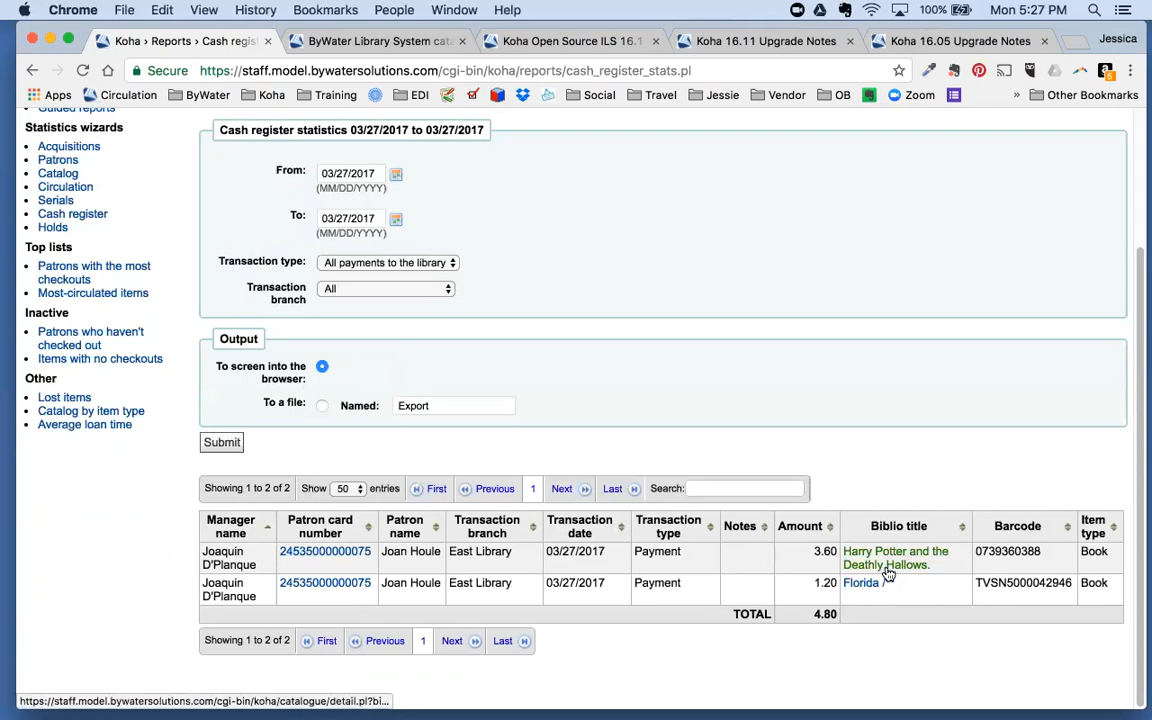 Chrome File Edit View History Bookmarks People Window Help 100% Mon 5:27 PM
Koha › Reports › Cash regis × ByWater Library System cat × Koha Open Source ILS 16.1 × Koha 16.11 Upgrade Notes × Koha 16.05 Upgrade Notes × Jessica
Secure https://staff.model.bywatersolutions.com/cgi-bin/koha/reports/cash_register_stats.pl
Apps Circulation ByWater Koha Training EDI Social Travel Jessie Vendor OB Zoom » Other Bookmarks
Guided reports
Statistics wizards
Acquisitions
Patrons
Catalog
Circulation
Serials
Cash register
Holds
Top lists
Patrons with the most
checkouts
Most-circulated items
Inactive
Patrons who haven't
checked out
Items with no checkouts
Other
Lost items
Catalog by item type
Average loan time
Cash register statistics 03/27/2017 to 03/27/2017
From: 03/27/2017
(MM/DD/YYYY)
To: 03/27/2017
(MM/DD/YYYY)
Transaction type: All payments to the library
Transaction
branch All
Output
To screen into the
browser:
To a file: Named: Export
Submit
Showing 1 to 2 of 2 Show 50 entries First Previous 1 Next Last Search:
Manager
name Patron card
number Patron
name Transaction
branch Transaction
date Transaction
type Notes Amount Biblio title Barcode Item
type
Joaquin
D'Planque 24535000000075 Joan Houle East Library 03/27/2017 Payment 3.60 Harry Potter and the
Deathly Hallows. 0739360388 Book
Joaquin
D'Planque 24535000000075 Joan Houle East Library 03/27/2017 Payment 1.20 Florida / TVSN5000042946 Book
TOTAL 4.80
Showing 1 to 2 of 2 First Previous 1 Next Last
https://staff.model.bywatersolutions.com/cgi-bin/koha/catalogue/detail.pl?bi...